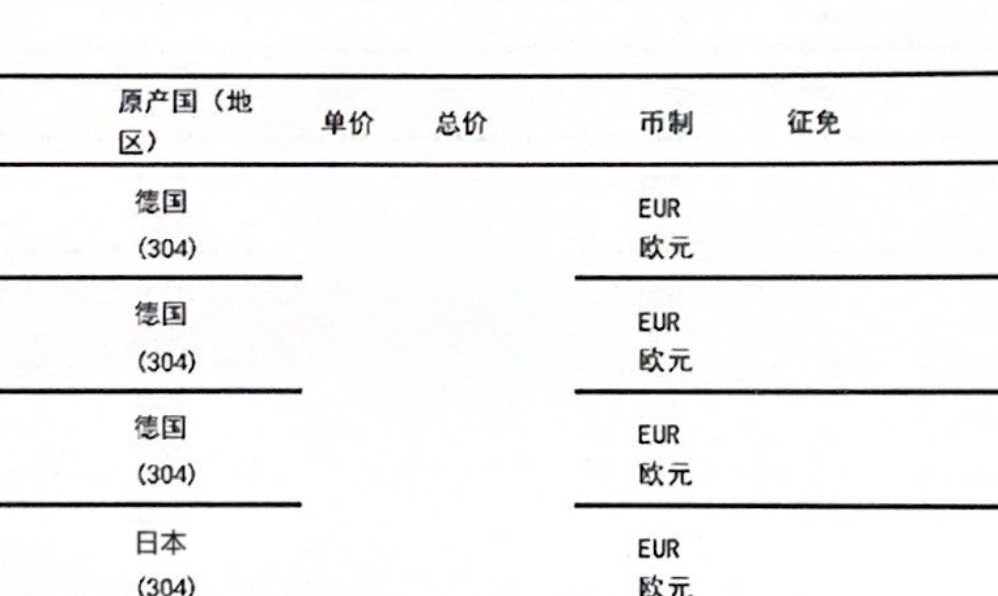 原产国（地
区）
单价
总价
币制
征免
德国
(304)
EUR
欧元
德国
(304)
EUR
欧元
德国
(304)
EUR
欧元
日本
(304)
EUR
欧元